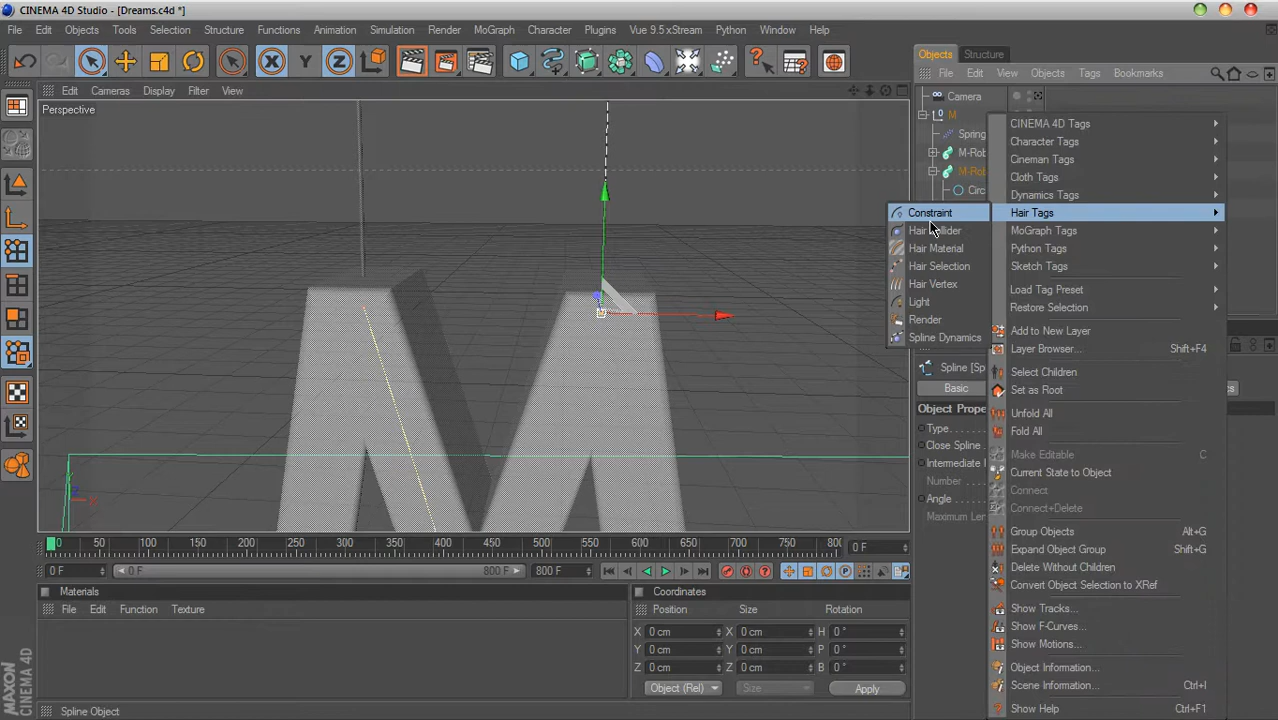 CINEMA 4D Studio - [Dreams.c4d *]
File Edit Objects Tools Selection Structure Functions Animation Simulation Render MoGraph Character Plugins Vue 9.5 xStream Python Window Help
Objects Structure
File Edit View Objects Tags Bookmarks
Edit Cameras Display Filter View
Perspective
Camera
M
Spring
M-Rob
M-Rob
Circ
CINEMA 4D Tags
Character Tags
Cineman Tags
Cloth Tags
Dynamics Tags
Hair Tags
MoGraph Tags
Python Tags
Sketch Tags
Load Tag Preset
Restore Selection
Add to New Layer
Layer Browser... Shift+F4
Select Children
Set as Root
Unfold All
Fold All
Make Editable C
Current State to Object
Connect
Connect+Delete
Group Objects Alt+G
Expand Object Group Shift+G
Delete Without Children
Convert Object Selection to XRef
Show Tracks...
Show F-Curves...
Show Motions...
Object Information...
Scene Information... Ctrl+I
Show Help Ctrl+F1
Constraint
Hair Collider
Hair Material
Hair Selection
Hair Vertex
Light
Render
Spline Dynamics
Spline [Sp
Basic
Object Prope
Type
Close Spline
Intermediate
Number
Angle
Maximum Len
0 50 100 150 200 250 300 350 400 450 500 550 600 650 700 750 80 0 F
0 F 0 F 800 F 800 F
Materials
File Edit Function Texture
Coordinates
Position Size Rotation
X 0 cm X 0 cm H 0 °
Y 0 cm Y 0 cm P 0 °
Z 0 cm Z 0 cm B 0 °
Object (Rel) Size Apply
MAXON
CINEMA 4D
Spline Object